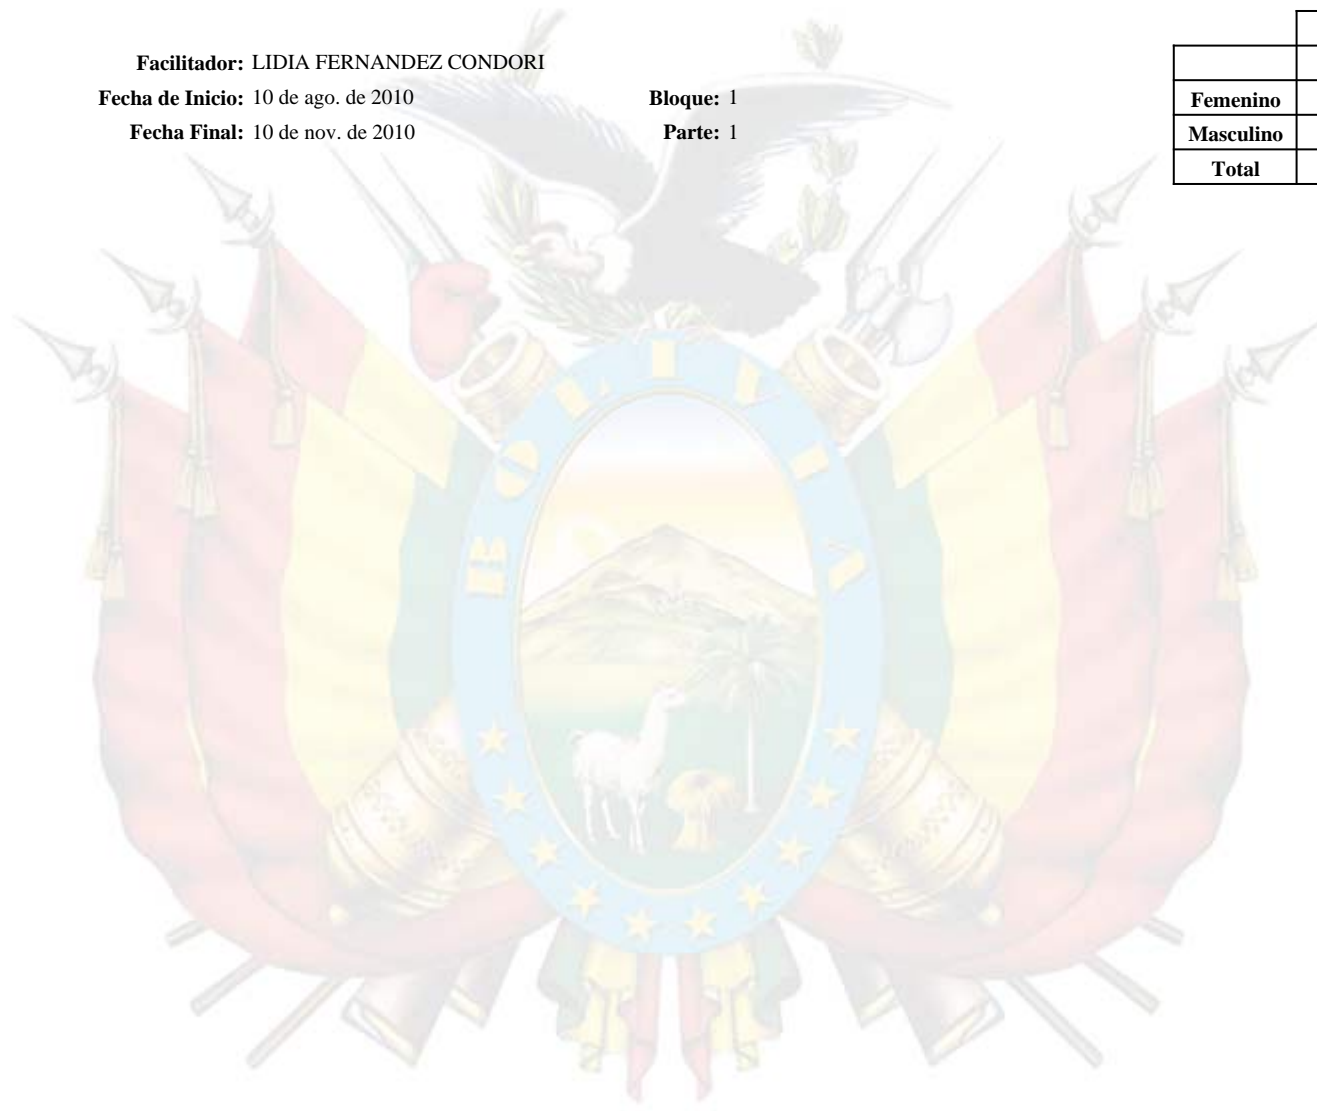 Facilitador: LIDIA FERNANDEZ CONDORI
Fecha de Inicio: 10 de ago. de 2010 Bloque: 1
Fecha Final: 10 de nov. de 2010 Parte: 1
Femenino
Masculino
Total
BOLIVIA